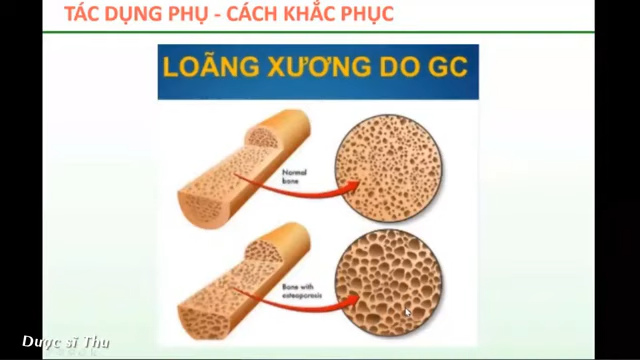 TÁC DỤNG PHỤ - CÁCH KHẮC PHỤC
LOÃNG XƯƠNG DO GC
Normal
bone
Bone with
osteoporosis
Dược sĩ Thu